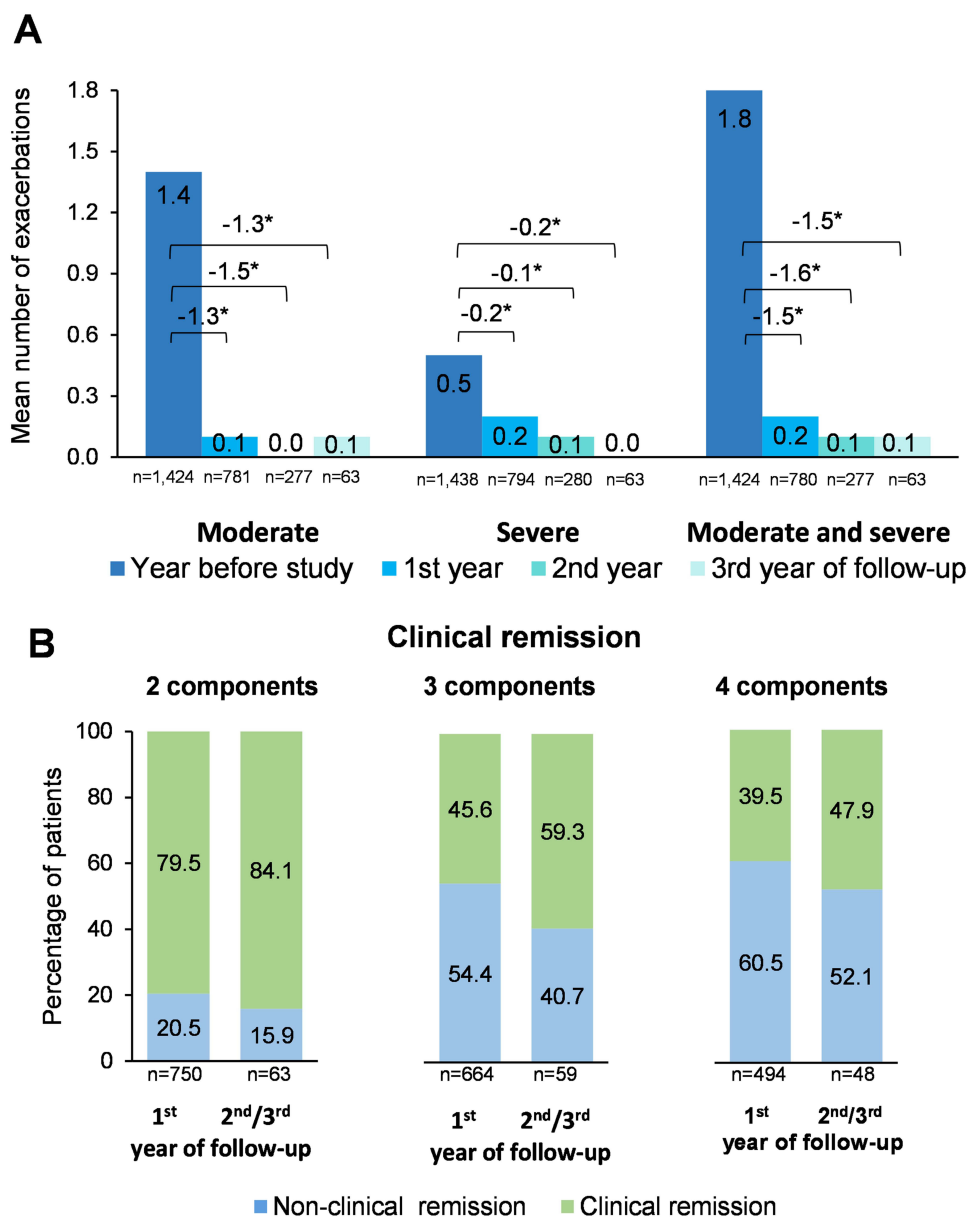 A
Mean number of exacerbations
1.8
1.5
1.2
0.9
0.6
0.3
0.0
1.4
-1.3*
-1.5*
-1.3*
0.1
0.0
0.1
0.5
-0.2*
-0.1*
-0.2*
0.2
0.1
0.0
1.8
-1.5*
-1.6*
-1.5*
0.2
0.1
0.1
n=1,424 n=781 n=277 n=63
n=1,438 n=794 n=280 n=63
n=1,424 n=780 n=277 n=63
Moderate
Severe
Moderate and severe
Year before study 1st year 2nd year 3rd year of follow-up
B
Clinical remission
2 components
3 components
4 components
Percentage of patients
100
80
60
40
20
0
79.5 84.1
20.5 15.9
45.6 59.3
54.4 40.7
39.5 47.9
60.5 52.1
n=750 n=63
n=664 n=59
n=494 n=48
1st 2nd/3rd
year of follow-up
1st 2nd/3rd
year of follow-up
1st 2nd/3rd
year of follow-up
Non-clinical remission Clinical remission